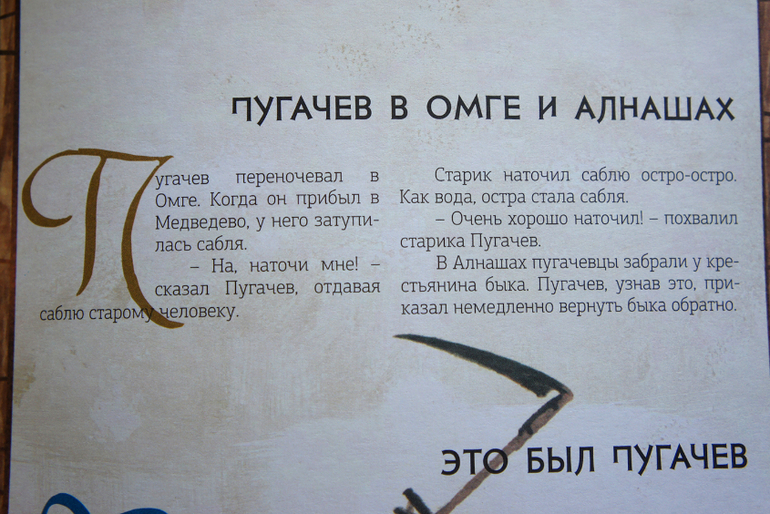 ПУГАЧЕВ В ОМГЕ И АЛНАШАХ
Пугачев переночевал в
Омге. Когда он прибыл в
Медведево, у него затупи-
лась сабля.
– На, наточи мне! –
сказал Пугачев, отдавая
саблю старому человеку.
Старик наточил саблю остро-остро.
Как вода, остра стала сабля.
– Очень хорошо наточил! – похвалил
старика Пугачев.
В Алнашах пугачевцы забрали у кре-
стьянина быка. Пугачев, узнав это, при-
казал немедленно вернуть быка обратно.
ЭТО БЫЛ ПУГАЧЕВ